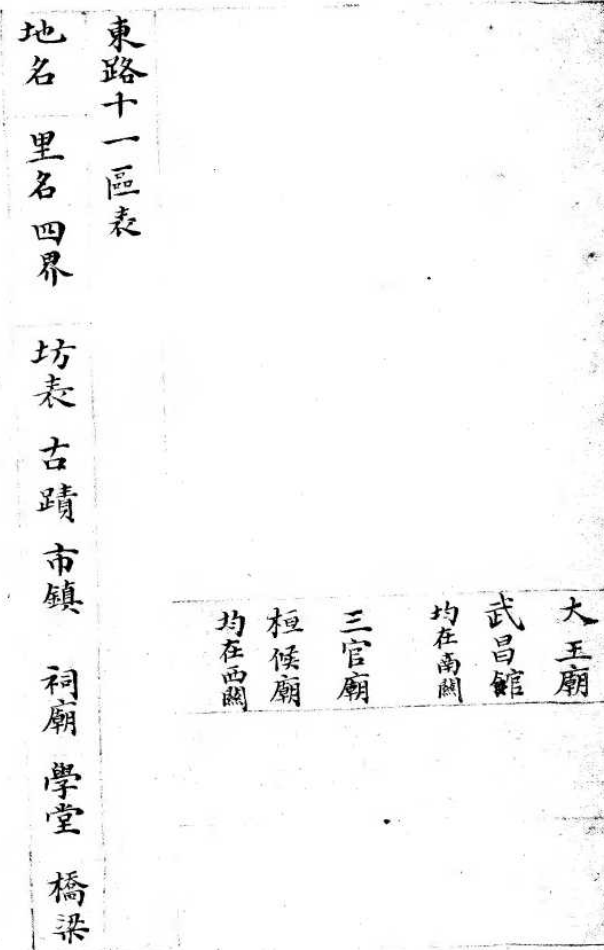 大王廟
武昌館
均在南關
三官廟
桓候廟
均在西關
東路十一區表
地名 里名 四界 坊表 古蹟 市鎮 祠廟 學堂 橋梁